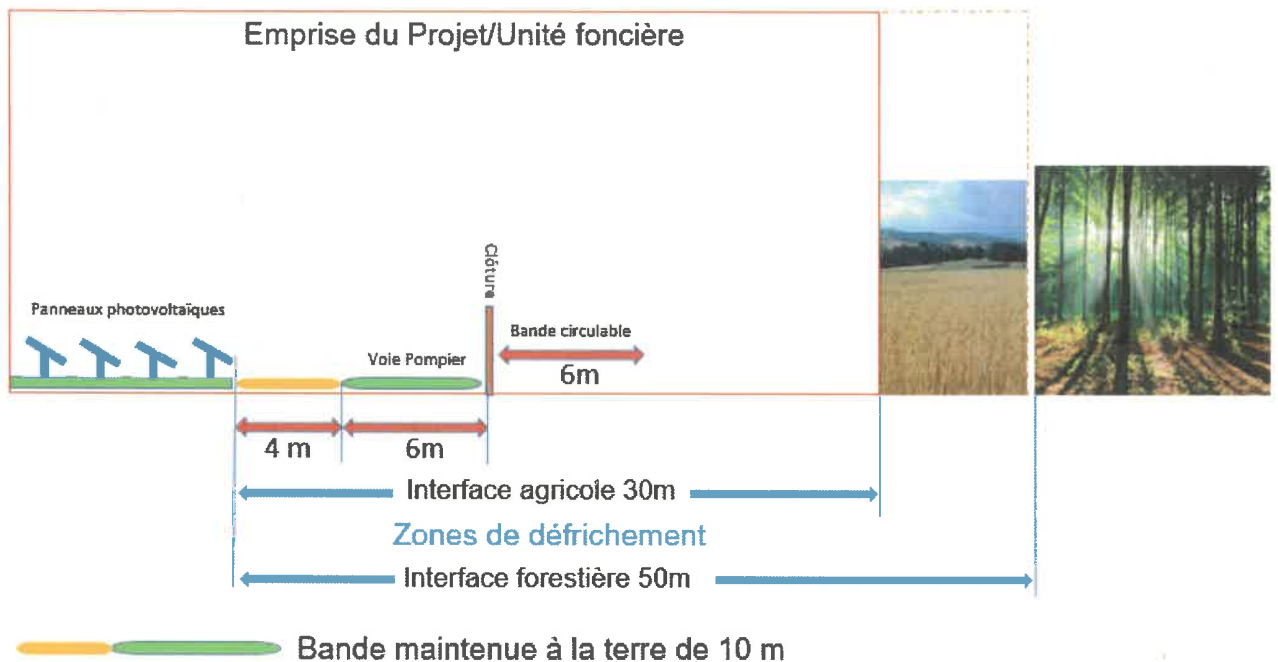 Emprise du Projet/Unité foncière
Clôture
Panneaux photovoltaïques
Voie Pompier
Bande circulable
6m
4 m
6m
Interface agricole 30m
Zones de défrichement
Interface forestière 50m
Bande maintenue à la terre de 10 m